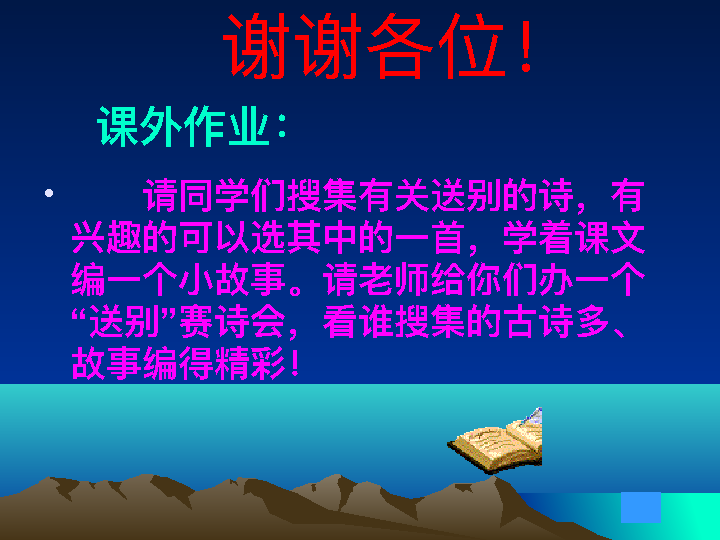 谢谢各位！
课外作业：
• 请同学们搜集有关送别的诗，有
兴趣的可以选其中的一首，学着课文
编一个小故事。请老师给你们办一个
“送别”赛诗会，看谁搜集的古诗多、
故事编得精彩！